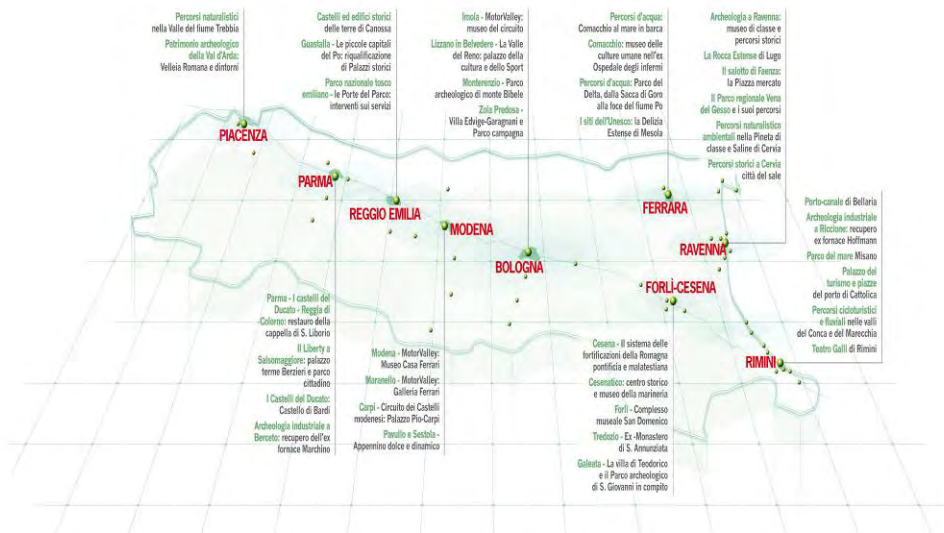 Percorsi naturalistici
nella Valle del fiume Trebbia
Patrimonio archeologico
della Val d'Arda:
Velleia Romana e dintorni
Castelli ed edifici storici
delle terre di Canossa
Guastalla - Le piccole capitali
del Po: riqualificazione
di Palazzi storici
Parco nazionale tosco
emiliano - le Porte del Parco:
interventi sui servizi
Imola - MotorValley:
museo del circuito
Lizzano in Belvedere - La Valle
del Reno: palazzo della
cultura e dello Sport
Monterenzio - Parco
archeologico di monte Bibele
Zola Predosa -
Villa Edvige-Garagnani e
Parco campagna
Percorsi d'acqua:
Comacchio al mare in barca
Comacchio: museo delle
culture umane nell'ex
Ospedale degli infermi
Percorsi d'acqua: Parco del
Delta, dalla Sacca di Goro
alla foce del fiume Po
I siti dell'Unesco: la Delizia
Estense di Mesola
Archeologia a Ravenna:
museo di classe e
percorsi storici
La Rocca Estense di Lugo
Il salotto di Faenza:
la Piazza mercato
Il Parco regionale Vena
del Gesso e i suoi percorsi
Percorsi naturalistico
ambientali nella Pineta di
classe e Saline di Cervia
Percorsi storici a Cervia
città del sale
PIACENZA
PARMA
REGGIO EMILIA
MODENA
BOLOGNA
FERRARA
RAVENNA
FORLÌ-CESENA
RIMINI
Porto-canale di Bellaria
Archeologia industriale
a Riccione: recupero
ex fornace Hoffmann
Parco del mare Misano
Palazzo del
turismo e piazze
del porto di Cattolica
Percorsi cicloturistici
e fluviali nelle valli
del Conca e del Marecchia
Teatro Galli di Rimini
Parma - I castelli del
Ducato - Reggia di
Colorno: restauro della
cappella di S. Liborio
Il Liberty a
Salsomaggiore: palazzo
terme Berzieri e parco
cittadino
I Castelli del Ducato:
Castello di Bardi
Archeologia industriale a
Berceto: recupero dell'ex
fornace Marchino
Modena - MotorValley:
Museo Casa Ferrari
Maranello - MotorValley:
Galleria Ferrari
Carpi - Circuito dei Castelli
modenesi: Palazzo Pio-Carpi
Pavullo e Sestola -
Appennino dolce e dinamico
Cesena - Il sistema delle
fortificazioni della Romagna
pontificia e malatestiana
Cesenatico: centro storico
e museo della marineria
Forlì - Complesso
museale San Domenico
Tredozio - Ex -Monastero
di S. Annunziata
Galeata - La villa di Teodorico
e il Parco archeologico
di S. Giovanni in compito